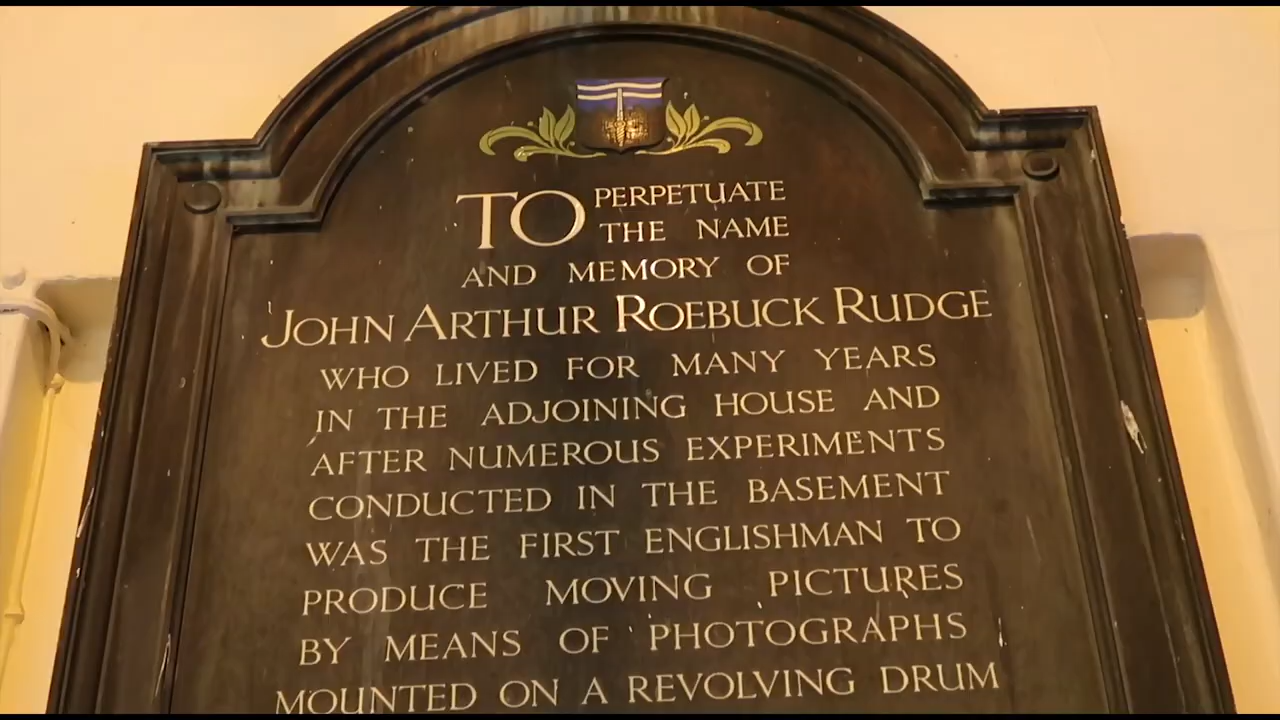 TO PERPETUATE
THE NAME
AND MEMORY OF
JOHN ARTHUR ROEBUCK RUDGE
WHO LIVED FOR MANY YEARS
IN THE ADJOINING HOUSE AND
AFTER NUMEROUS EXPERIMENTS
CONDUCTED IN THE BASEMENT
WAS THE FIRST ENGLISHMAN TO
PRODUCE MOVING PICTURES
BY MEANS OF PHOTOGRAPHS
MOUNTED ON A REVOLVING DRUM